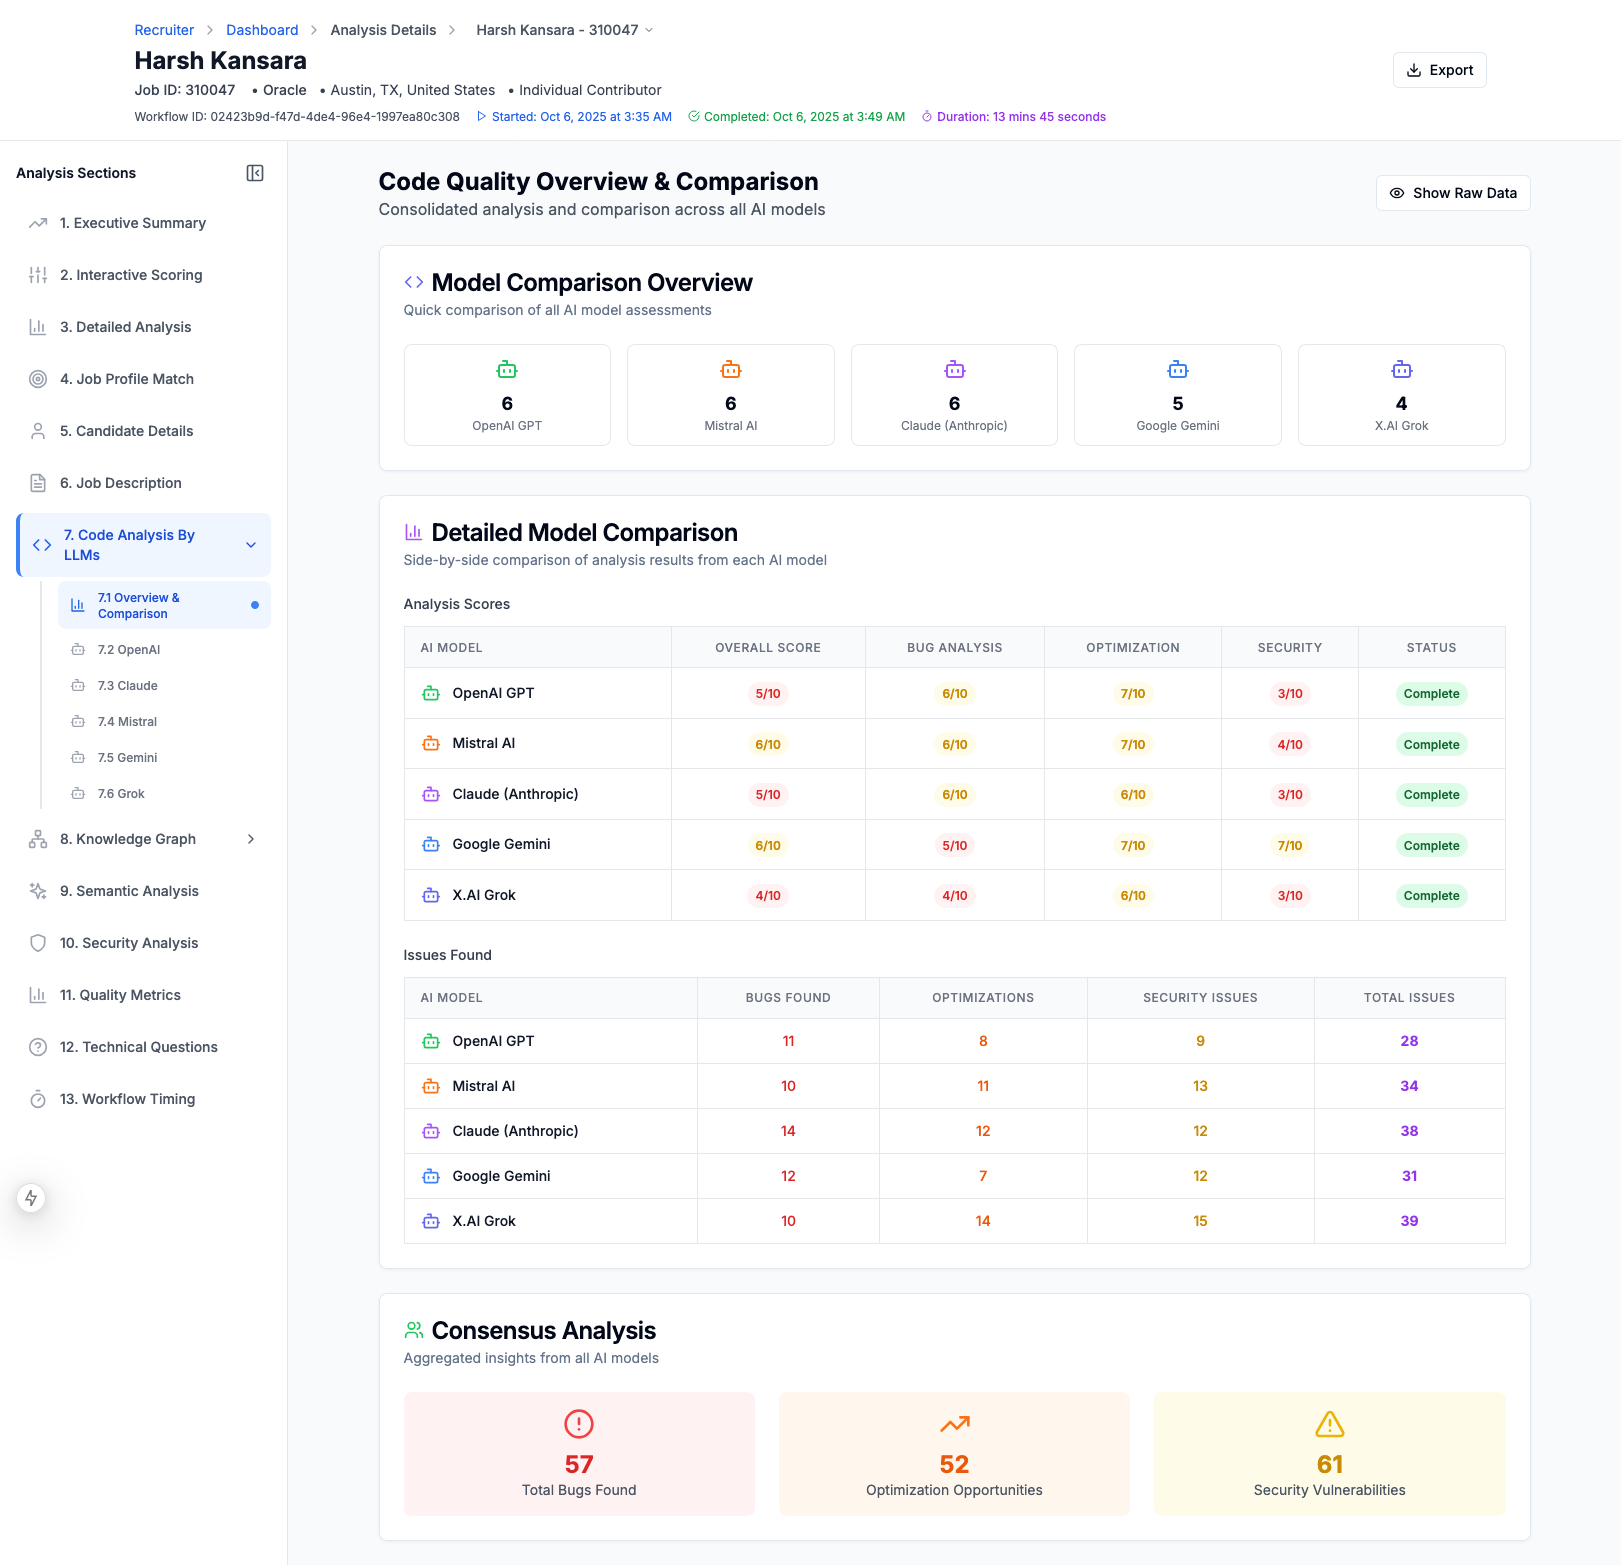 Recruiter > Dashboard > Analysis Details > Harsh Kansara - 310047
Harsh Kansara
Job ID: 310047 • Oracle • Austin, TX, United States • Individual Contributor
Workflow ID: 02423b9d-f47d-4de4-96e4-1997ea80c308 Started: Oct 6, 2025 at 3:35 AM Completed: Oct 6, 2025 at 3:49 AM Duration: 13 mins 45 seconds
Export
Analysis Sections
1. Executive Summary
2. Interactive Scoring
3. Detailed Analysis
4. Job Profile Match
5. Candidate Details
6. Job Description
7. Code Analysis By
LLMs
7.1 Overview &
Comparison
7.2 OpenAI
7.3 Claude
7.4 Mistral
7.5 Gemini
7.6 Grok
8. Knowledge Graph
9. Semantic Analysis
10. Security Analysis
11. Quality Metrics
12. Technical Questions
13. Workflow Timing
Code Quality Overview & Comparison
Consolidated analysis and comparison across all AI models
Show Raw Data
Model Comparison Overview
Quick comparison of all AI model assessments
6
OpenAI GPT
6
Mistral AI
6
Claude (Anthropic)
5
Google Gemini
4
X.AI Grok
Detailed Model Comparison
Side-by-side comparison of analysis results from each AI model
Analysis Scores
AI MODEL OVERALL SCORE BUG ANALYSIS OPTIMIZATION SECURITY STATUS
OpenAI GPT 5/10 6/10 7/10 3/10 Complete
Mistral AI 6/10 6/10 7/10 4/10 Complete
Claude (Anthropic) 5/10 6/10 6/10 3/10 Complete
Google Gemini 6/10 5/10 7/10 7/10 Complete
X.AI Grok 4/10 4/10 6/10 3/10 Complete
Issues Found
AI MODEL BUGS FOUND OPTIMIZATIONS SECURITY ISSUES TOTAL ISSUES
OpenAI GPT 11 8 9 28
Mistral AI 10 11 13 34
Claude (Anthropic) 14 12 12 38
Google Gemini 12 7 12 31
X.AI Grok 10 14 15 39
Consensus Analysis
Aggregated insights from all AI models
57
Total Bugs Found
52
Optimization Opportunities
61
Security Vulnerabilities